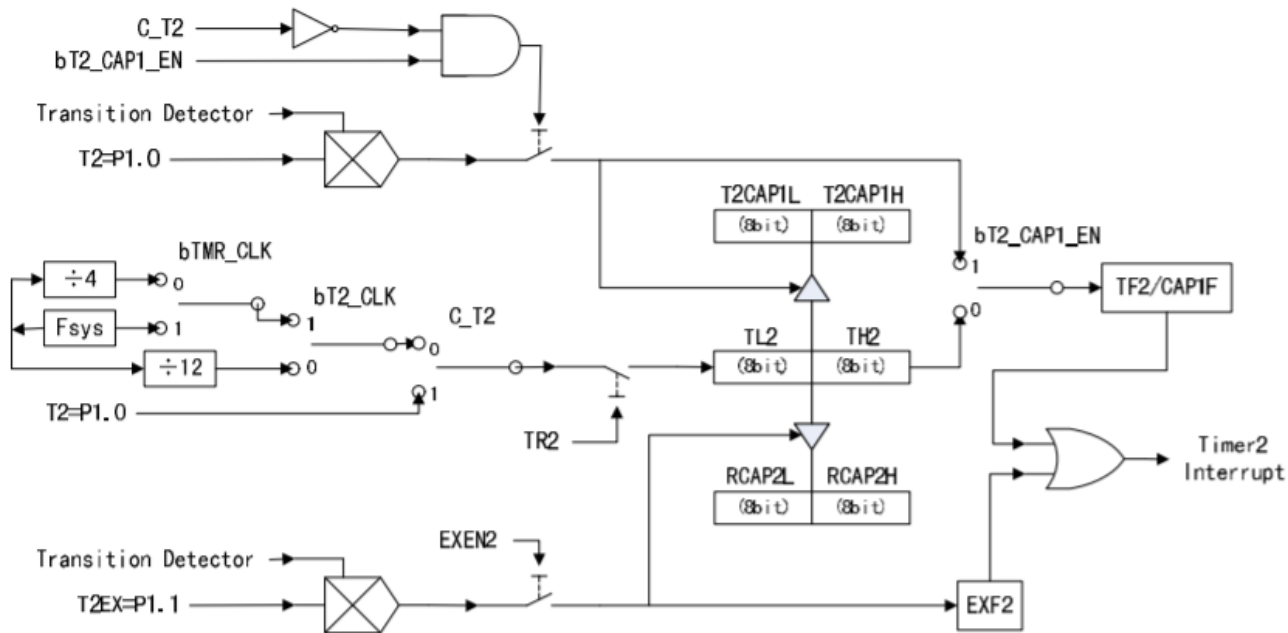 C_T2
bT2_CAP1_EN
Transition Detector
T2=P1.0
T2CAP1L T2CAP1H
(8bit) (8bit)
bT2_CAP1_EN
1
0
TF2/CAP1F
bTMR_CLK
÷4
0
Fsys
1
÷12
bT2_CLK
1
0
C_T2
0
1
T2=P1.0
TR2
TL2 TH2
(8bit) (8bit)
RCAP2L RCAP2H
(8bit) (8bit)
Timer2
Interrupt
EXEN2
Transition Detector
T2EX=P1.1
EXF2